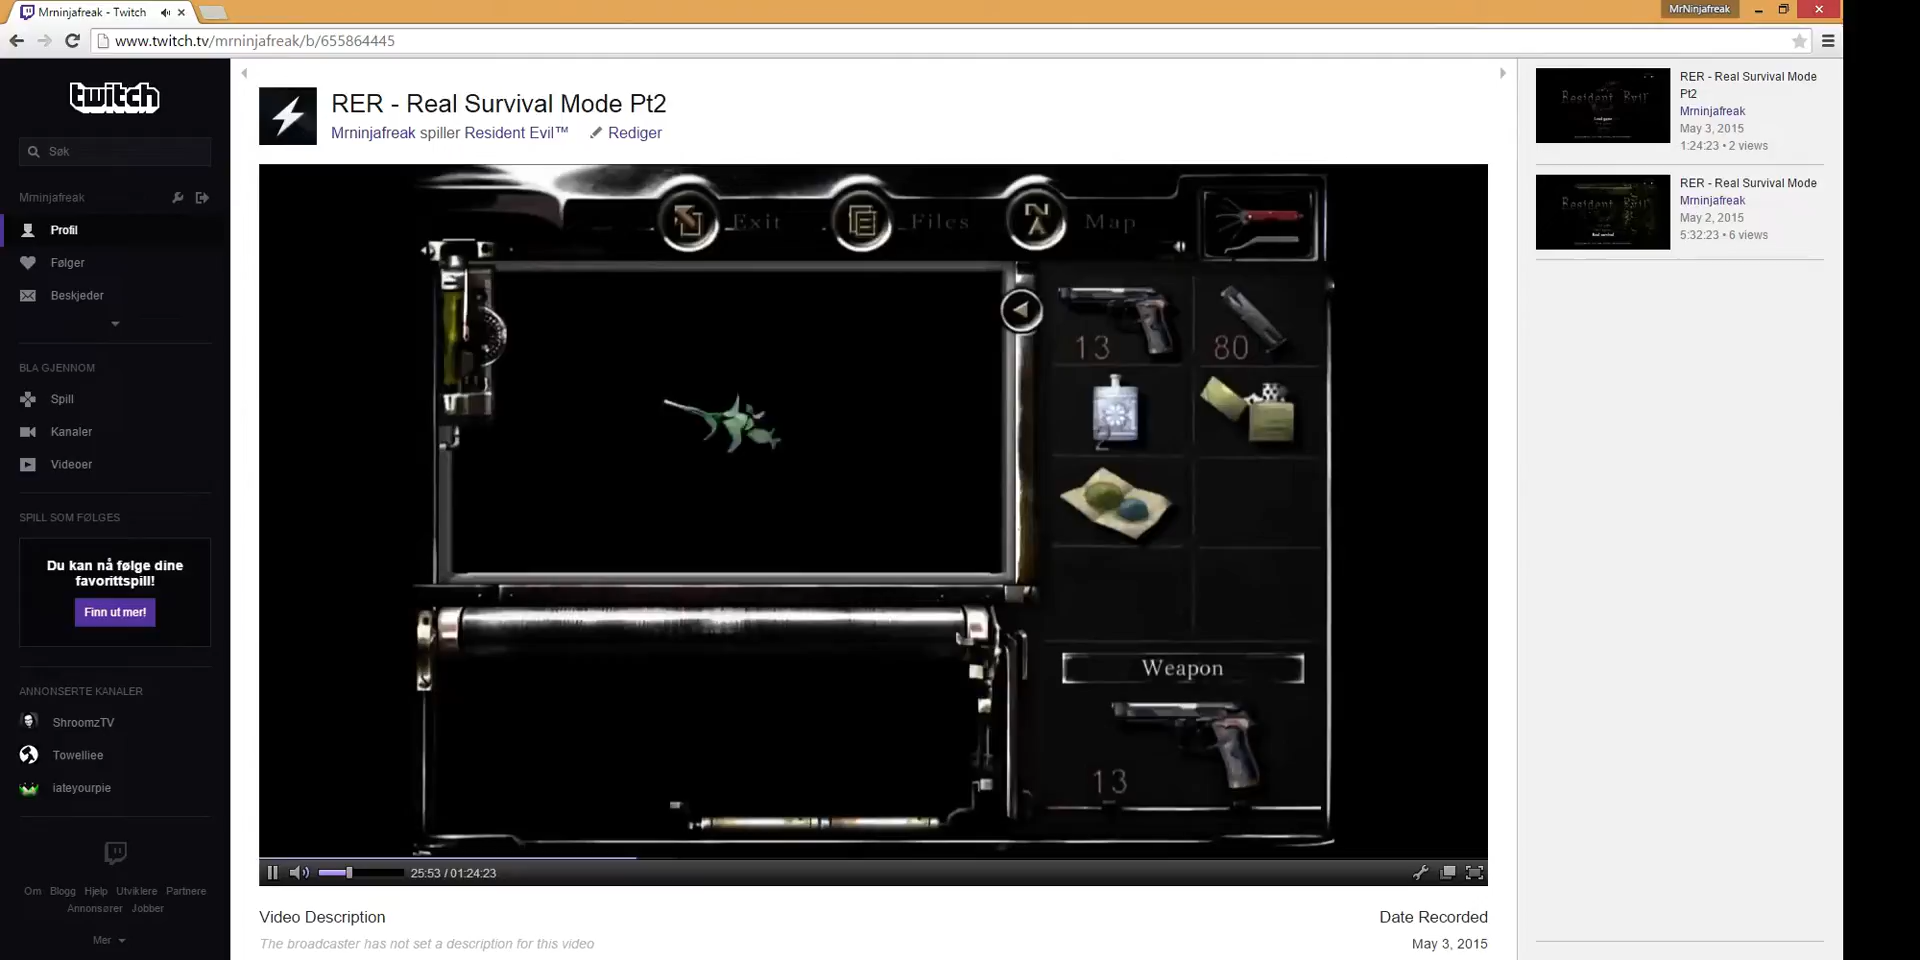 Mrninjafreak - Twitch
MrNinjafreak
www.twitch.tv/mrninjafreak/b/655864445
twitch
Søk
Mrninjafreak
Profil
Følger
Beskjeder
BLA GJENNOM
Spill
Kanaler
Videoer
SPILL SOM FØLGES
Du kan nå følge dine
favorittspill!
Finn ut mer!
ANNONSERTE KANALER
ShroomzTV
Towelliee
iateyourpie
Om Blogg Hjelp Utviklere Partnere
Annonsører Jobber
Mer
RER - Real Survival Mode Pt2
Mrninjafreak spiller Resident Evil™ Rediger
Exit Files Map
13 80
2
Weapon
13
25:53 / 01:24:23
Video Description
The broadcaster has not set a description for this video
Date Recorded
May 3, 2015
Resident Evil
RER - Real Survival Mode
Pt2
Mrninjafreak
May 3, 2015
1:24:23 • 2 views
Resident Evil
RER - Real Survival Mode
Mrninjafreak
May 2, 2015
5:32:23 • 6 views